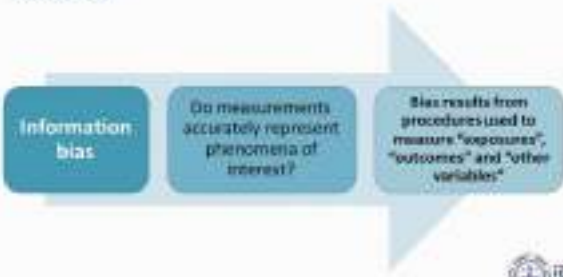 Information
bias
Do measurements
accurately represent
phenomena of
interest?
Bias results from
procedures used to
measure "exposures",
"outcomes" and "other
variables"